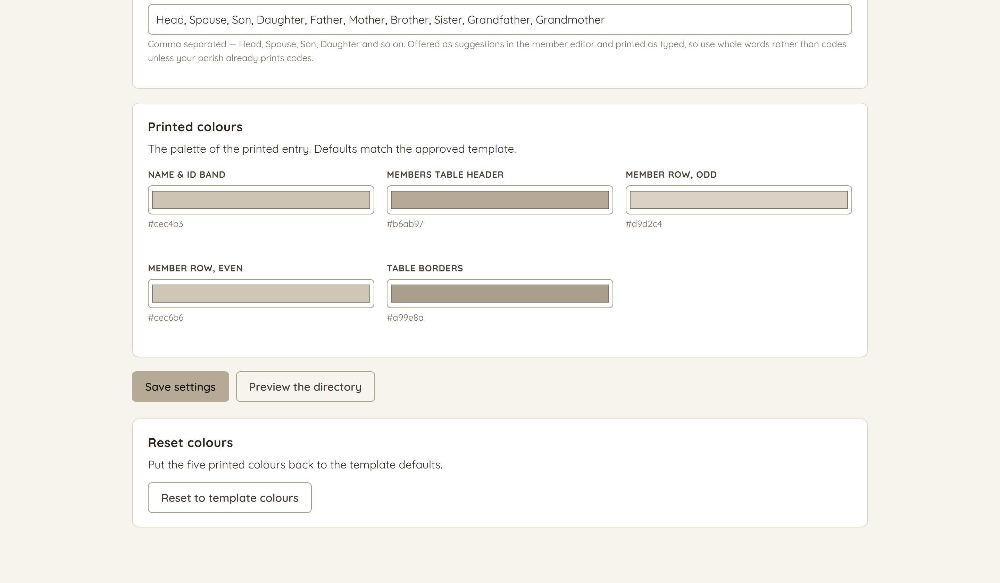 Head, Spouse, Son, Daughter, Father, Mother, Brother, Sister, Grandfather, Grandmother
Comma separated — Head, Spouse, Son, Daughter and so on. Offered as suggestions in the member editor and printed as typed, so use whole words rather than codes
unless your parish already prints codes.
Printed colours
The palette of the printed entry. Defaults match the approved template.
NAME & ID BAND
MEMBERS TABLE HEADER
MEMBER ROW, ODD
#cec4b3
#b6ab97
#d9d2c4
MEMBER ROW, EVEN
TABLE BORDERS
#cec6b6
#a99e8a
Save settings
Preview the directory
Reset colours
Put the five printed colours back to the template defaults.
Reset to template colours